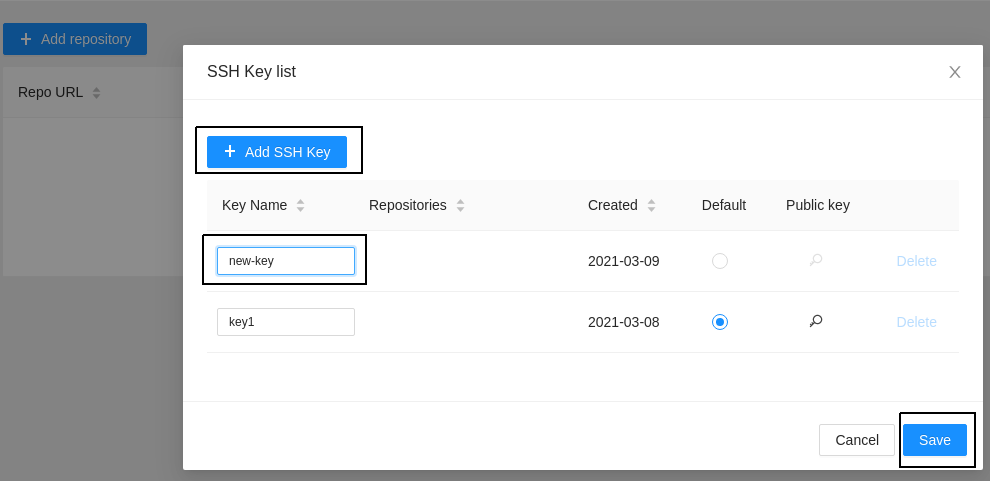 Add repository
SSH Key list
Repo URL
Add SSH Key
Key Name Repositories Created Default Public key
new-key 2021-03-09 Delete
key1 2021-03-08 Delete
Cancel Save